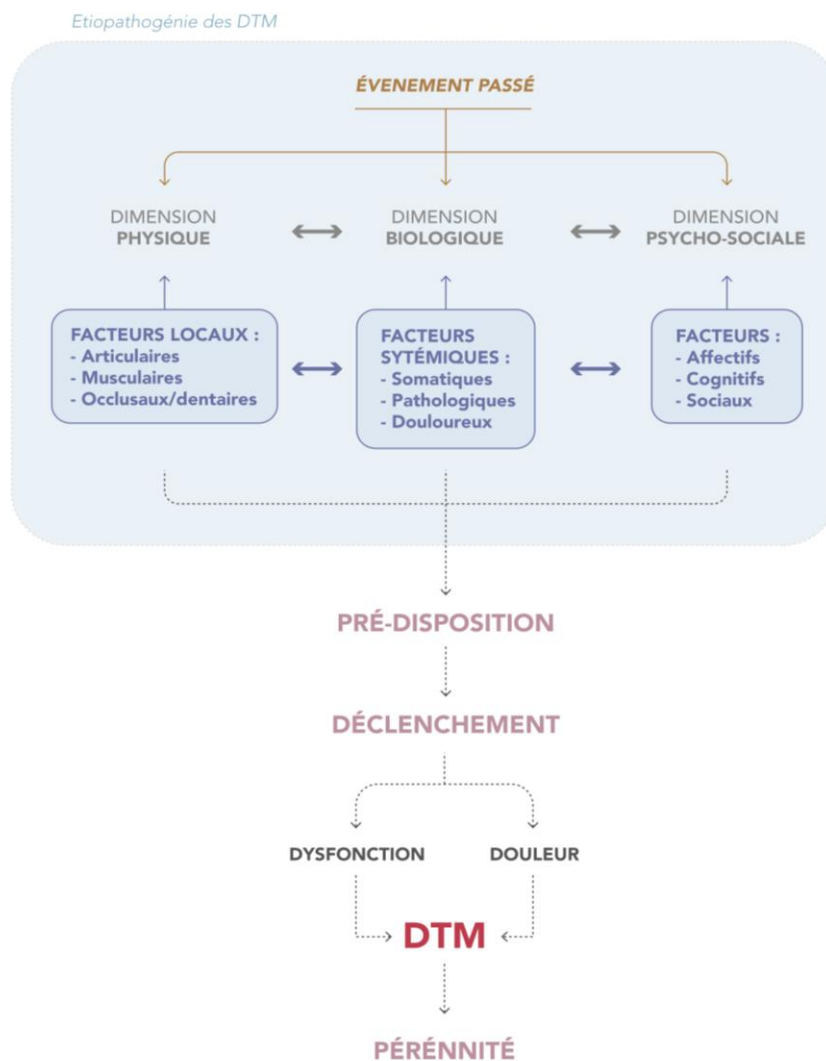 Etiopathogénie des DTM
ÉVENEMENT PASSÉ
DIMENSION
PHYSIQUE
DIMENSION
BIOLOGIQUE
DIMENSION
PSYCHO-SOCIALE
FACTEURS LOCAUX :
- Articulaires
- Musculaires
- Occlusaux/dentaires
FACTEURS
SYTÉMIQUES :
- Somatiques
- Pathologiques
- Douloureux
FACTEURS :
- Affectifs
- Cognitifs
- Sociaux
PRÉ-DISPOSITION
DÉCLENCHEMENT
DYSFONCTION
DOULEUR
DTM
PÉRÉNNITÉ